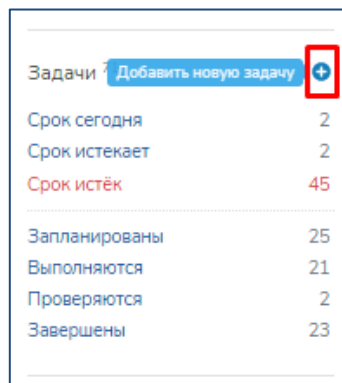 Задачи Добавить новую задачу
Срок сегодня 2
Срок истекает 2
Срок истёк 45
Запланированы 25
Выполняются 21
Проверяются 2
Завершены 23